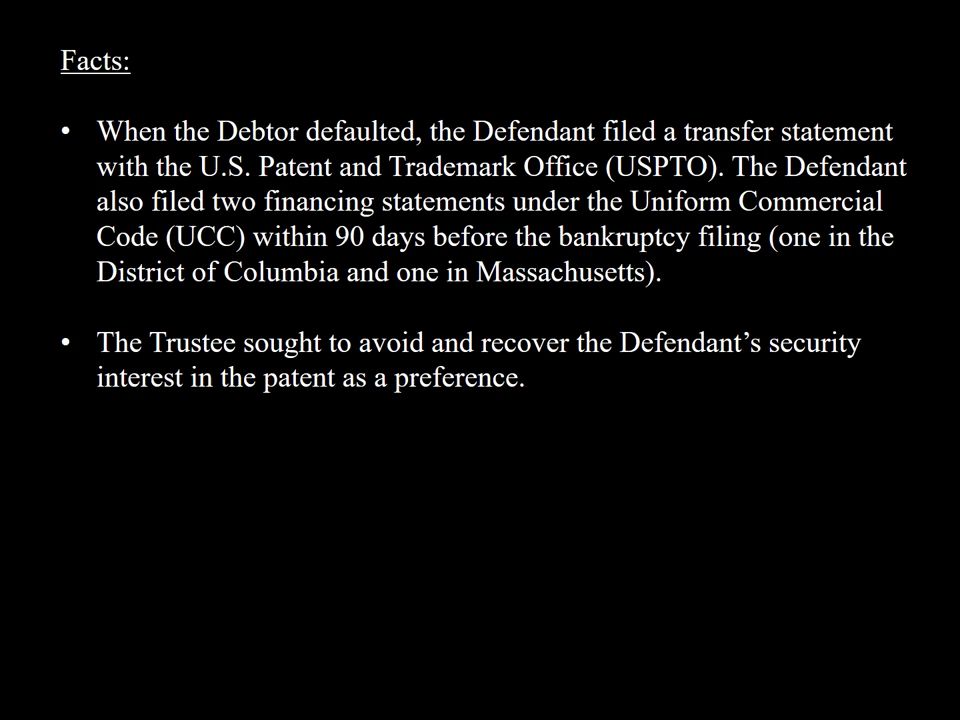 Facts:
• When the Debtor defaulted, the Defendant filed a transfer statement
with the U.S. Patent and Trademark Office (USPTO). The Defendant
also filed two financing statements under the Uniform Commercial
Code (UCC) within 90 days before the bankruptcy filing (one in the
District of Columbia and one in Massachusetts).
• The Trustee sought to avoid and recover the Defendant’s security
interest in the patent as a preference.